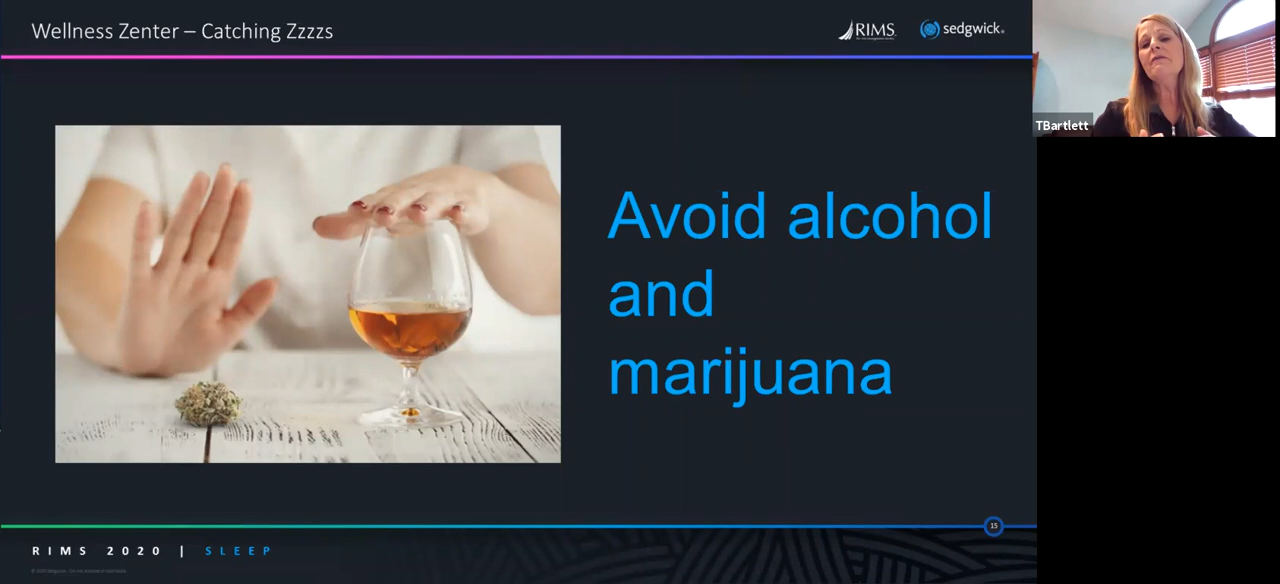 Wellness Zenter – Catching Zzzzs
RIMS
sedgwick.
TBartlett
Avoid alcohol
and
marijuana
15
RIMS 2020 | SLEEP